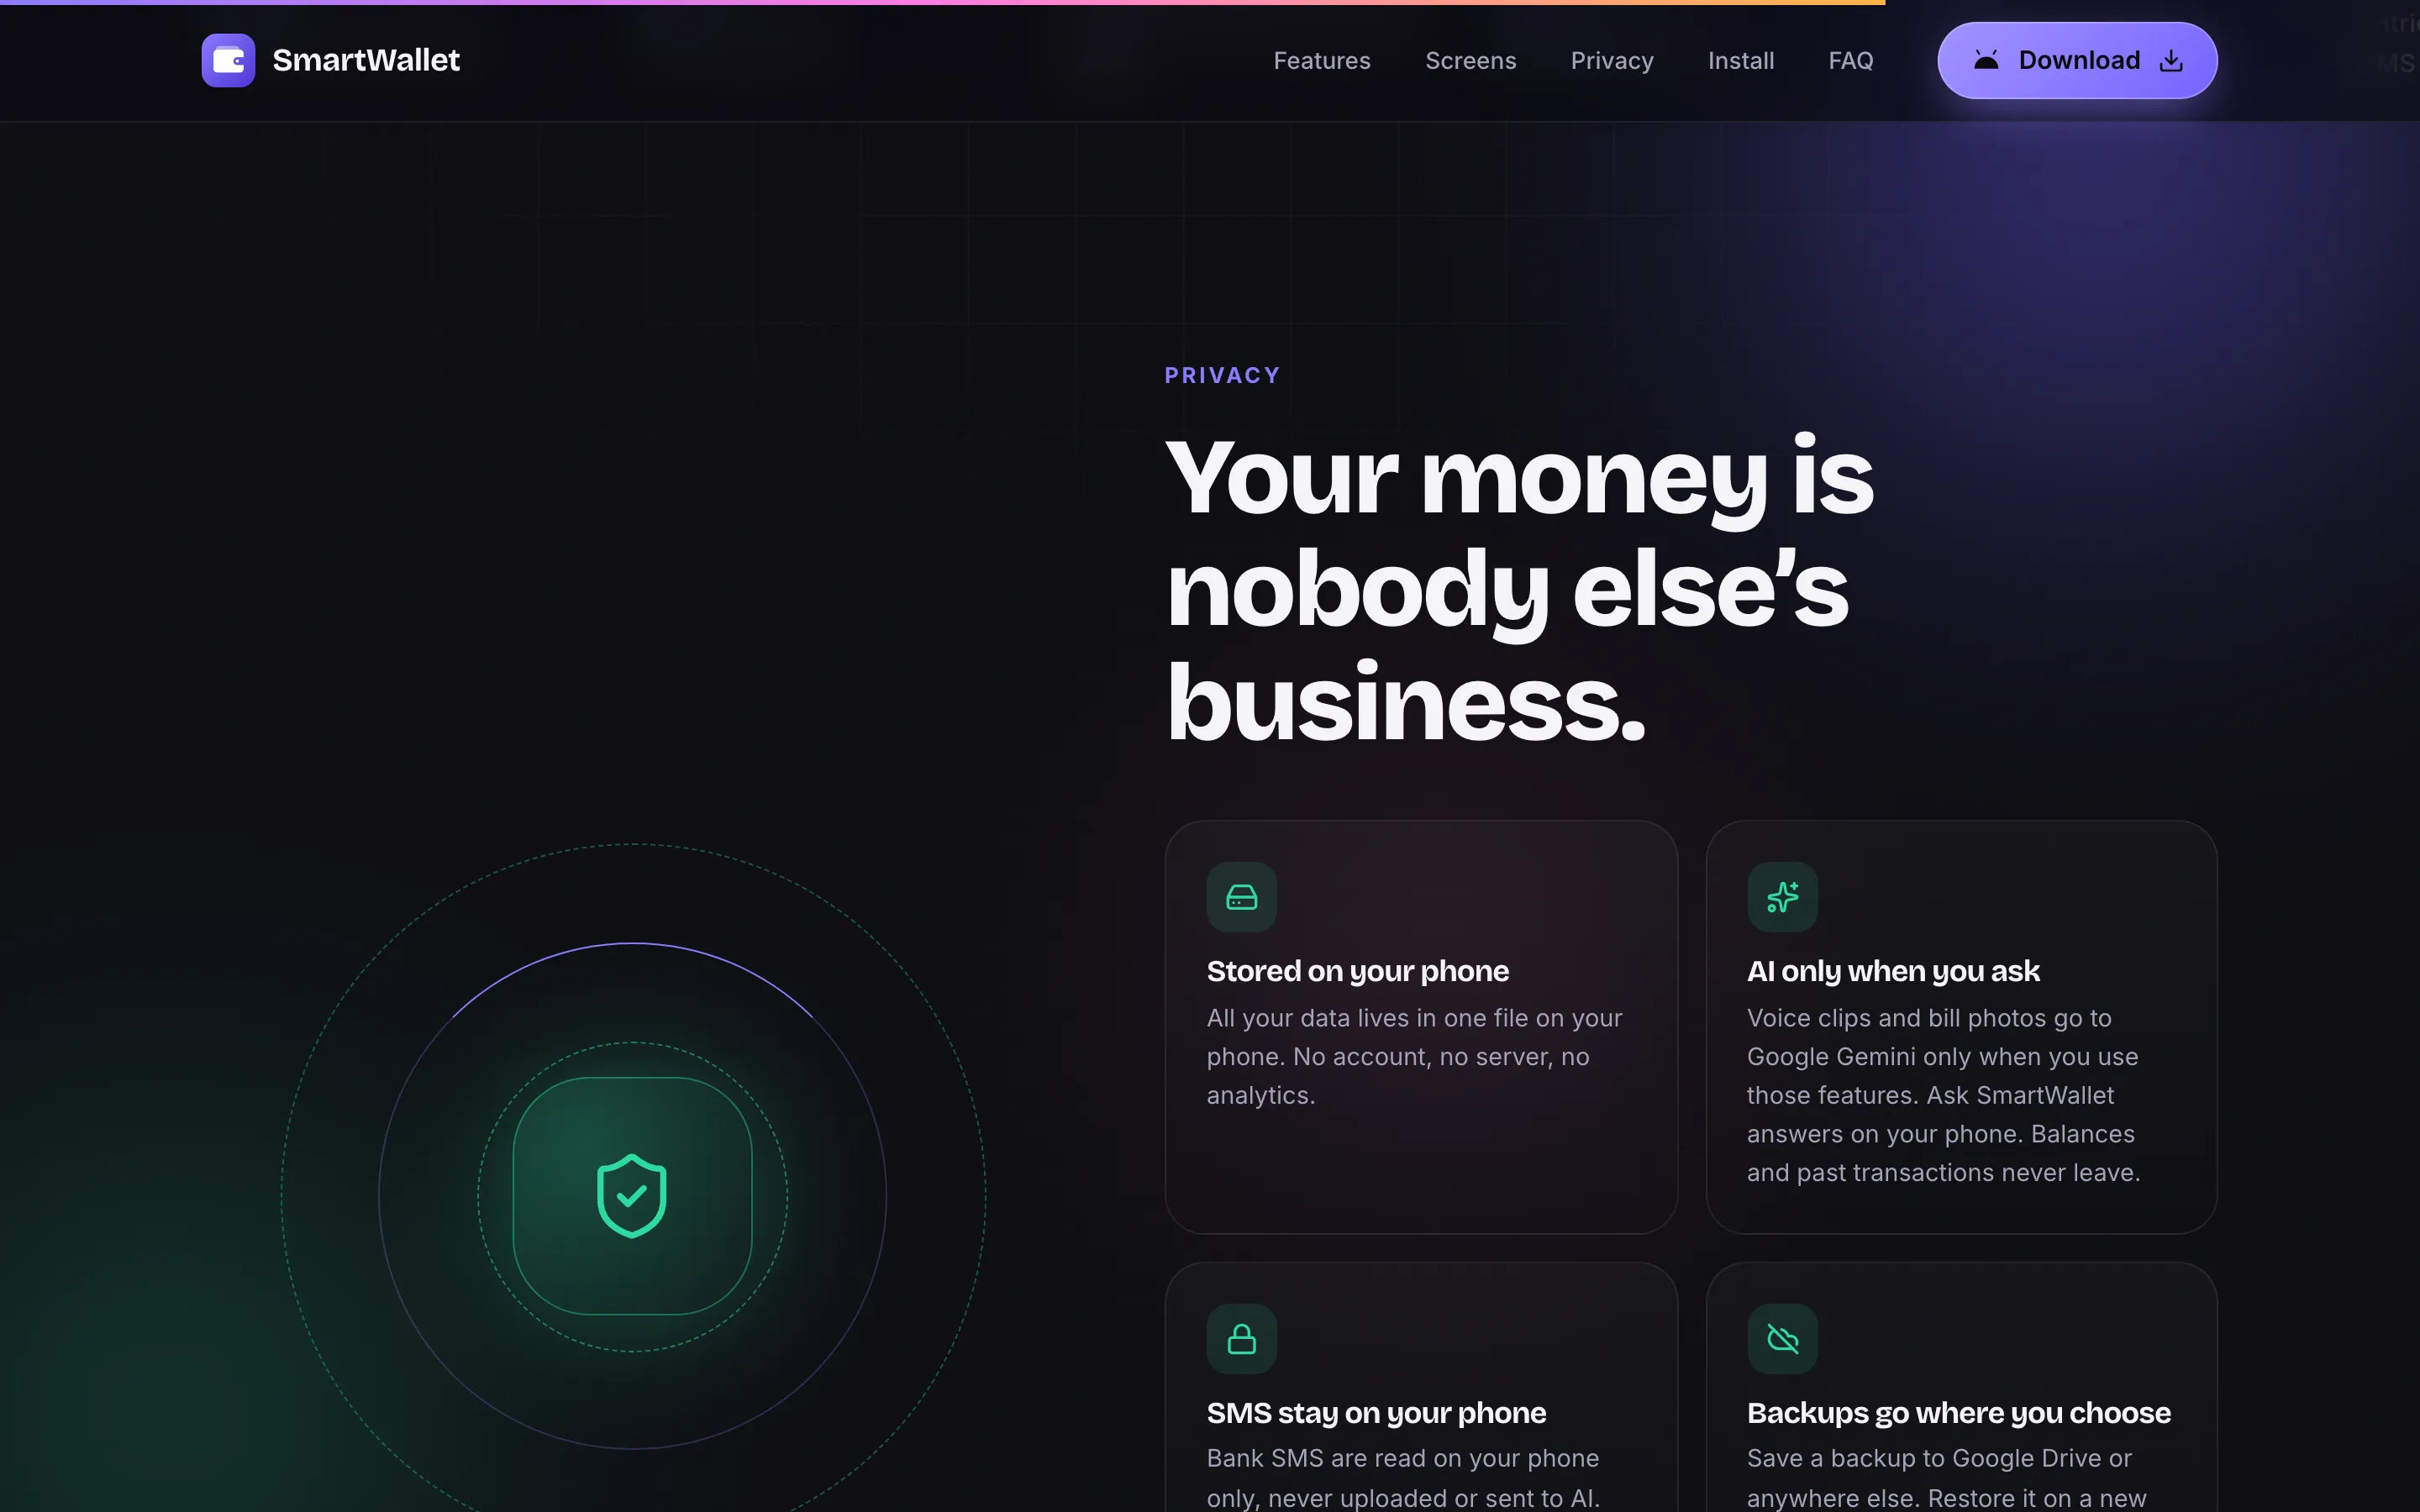 SmartWallet
Features
Screens
Privacy
Install
FAQ
Download
MS
PRIVACY
Your money is
nobody else’s
business.
Stored on your phone
All your data lives in one file on your
phone. No account, no server, no
analytics.
AI only when you ask
Voice clips and bill photos go to
Google Gemini only when you use
those features. Ask SmartWallet
answers on your phone. Balances
and past transactions never leave.
SMS stay on your phone
Bank SMS are read on your phone
only, never uploaded or sent to AI.
Backups go where you choose
Save a backup to Google Drive or
anywhere else. Restore it on a new